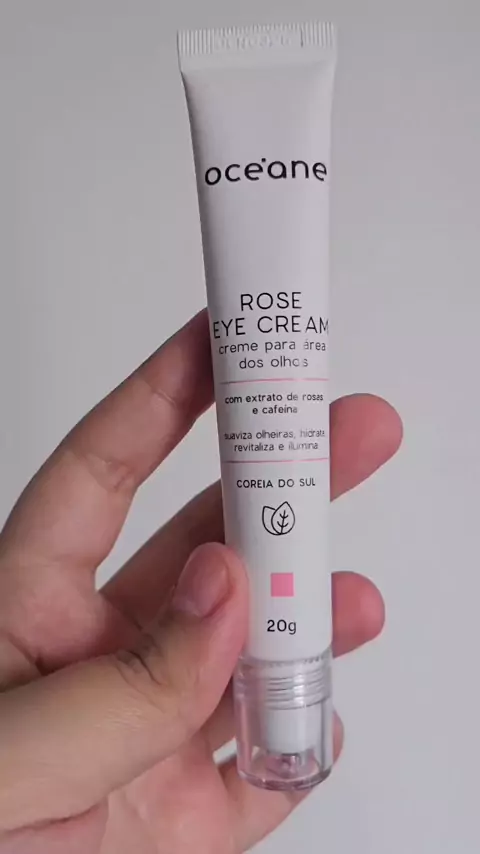 océane
ROSE
EYE CREAM
creme para área
dos olhos
com extrato de rosas
e cafeína
suaviza olheiras, hidrata,
revitaliza e ilumina
COREIA DO SUL
20g